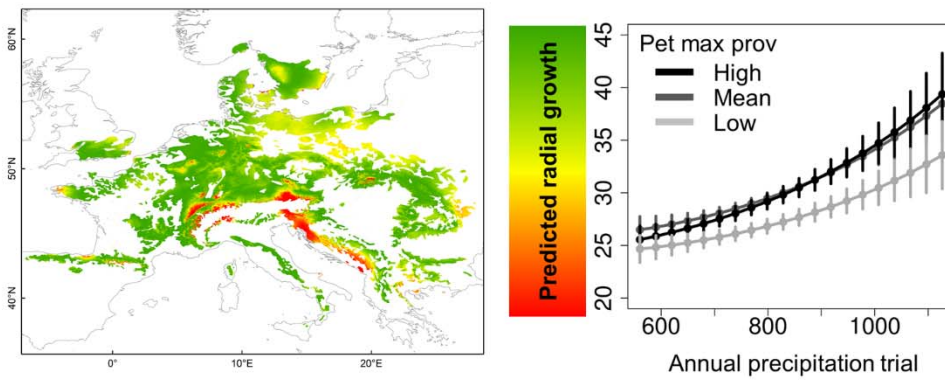 60°N
50°N
40°N
0°
10°E
20°E
Predicted radial growth
45
40
35
30
25
20
Pet max prov
High
Mean
Low
600
800
1000
Annual precipitation trial